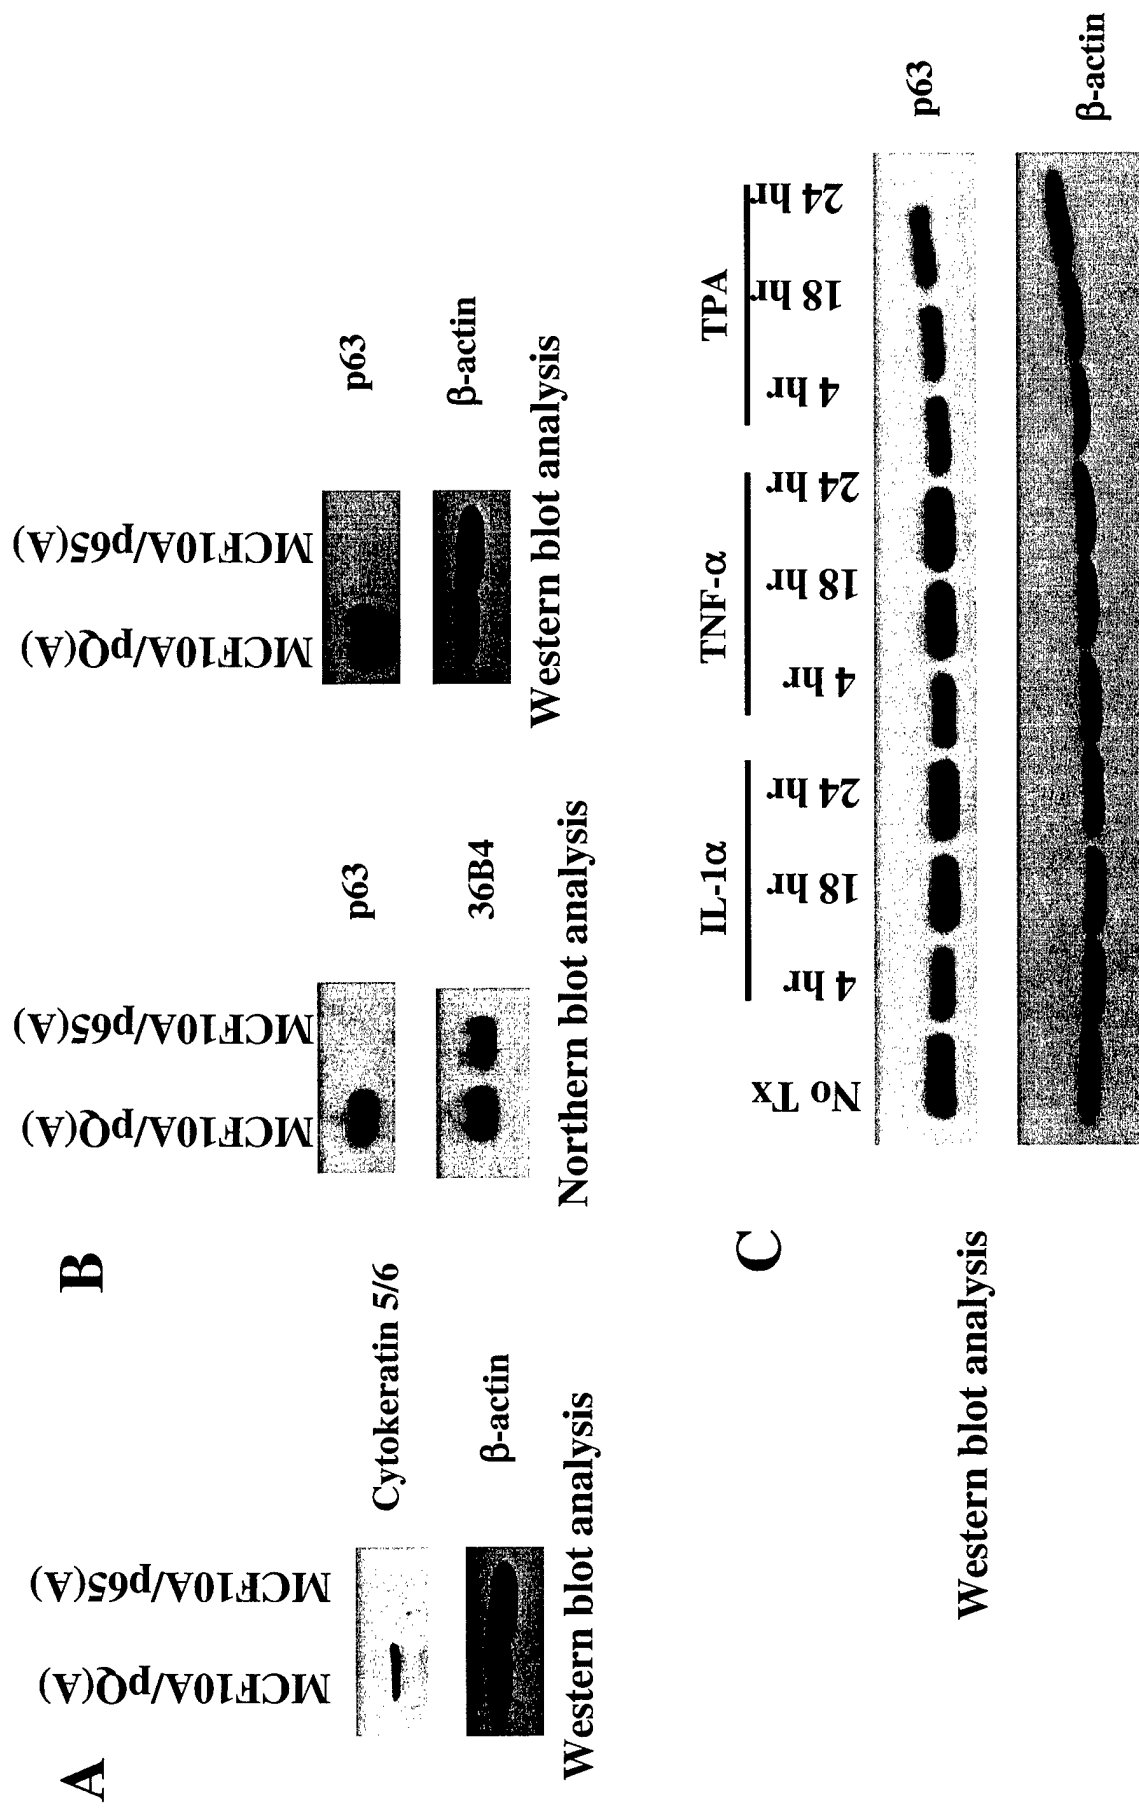 A
MCF10A/pQ(A)
MCF10A/p65(A)
Cytokeratin 5/6
β-actin
Western blot analysis
B
MCF10A/pQ(A)
MCF10A/p65(A)
p63
36B4
Northern blot analysis
MCF10A/pQ(A)
MCF10A/p65(A)
p63
β-actin
Western blot analysis
C
IL-1α
TNF-α
TPA
No Tx
4 hr
18 hr
24 hr
4 hr
18 hr
24 hr
4 hr
18 hr
24 hr
p63
β-actin
Western blot analysis